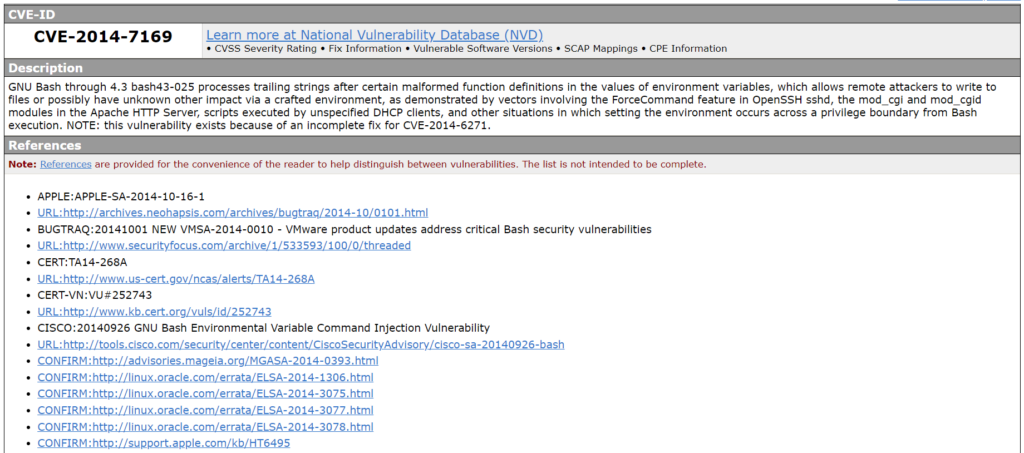 CVE-ID
CVE-2014-7169
Learn more at National Vulnerability Database (NVD)
• CVSS Severity Rating • Fix Information • Vulnerable Software Versions • SCAP Mappings • CPE Information
Description
GNU Bash through 4.3 bash43-025 processes trailing strings after certain malformed function definitions in the values of environment variables, which allows remote attackers to write to
files or possibly have unknown other impact via a crafted environment, as demonstrated by vectors involving the ForceCommand feature in OpenSSH sshd, the mod_cgi and mod_cgid
modules in the Apache HTTP Server, scripts executed by unspecified DHCP clients, and other situations in which setting the environment occurs across a privilege boundary from Bash
execution. NOTE: this vulnerability exists because of an incomplete fix for CVE-2014-6271.
References
Note: References are provided for the convenience of the reader to help distinguish between vulnerabilities. The list is not intended to be complete.
• APPLE:APPLE-SA-2014-10-16-1
• URL:http://archives.neohapsis.com/archives/bugtraq/2014-10/0101.html
• BUGTRAQ:20141001 NEW VMSA-2014-0010 - VMware product updates address critical Bash security vulnerabilities
• URL:http://www.securityfocus.com/archive/1/533593/100/0/threaded
• CERT:TA14-268A
• URL:http://www.us-cert.gov/ncas/alerts/TA14-268A
• CERT-VN:VU#252743
• URL:http://www.kb.cert.org/vuls/id/252743
• CISCO:20140926 GNU Bash Environmental Variable Command Injection Vulnerability
• URL:http://tools.cisco.com/security/center/content/CiscoSecurityAdvisory/cisco-sa-20140926-bash
• CONFIRM:http://advisories.mageia.org/MGASA-2014-0393.html
• CONFIRM:http://linux.oracle.com/errata/ELSA-2014-1306.html
• CONFIRM:http://linux.oracle.com/errata/ELSA-2014-3075.html
• CONFIRM:http://linux.oracle.com/errata/ELSA-2014-3077.html
• CONFIRM:http://linux.oracle.com/errata/ELSA-2014-3078.html
• CONFIRM:http://support.apple.com/kb/HT6495